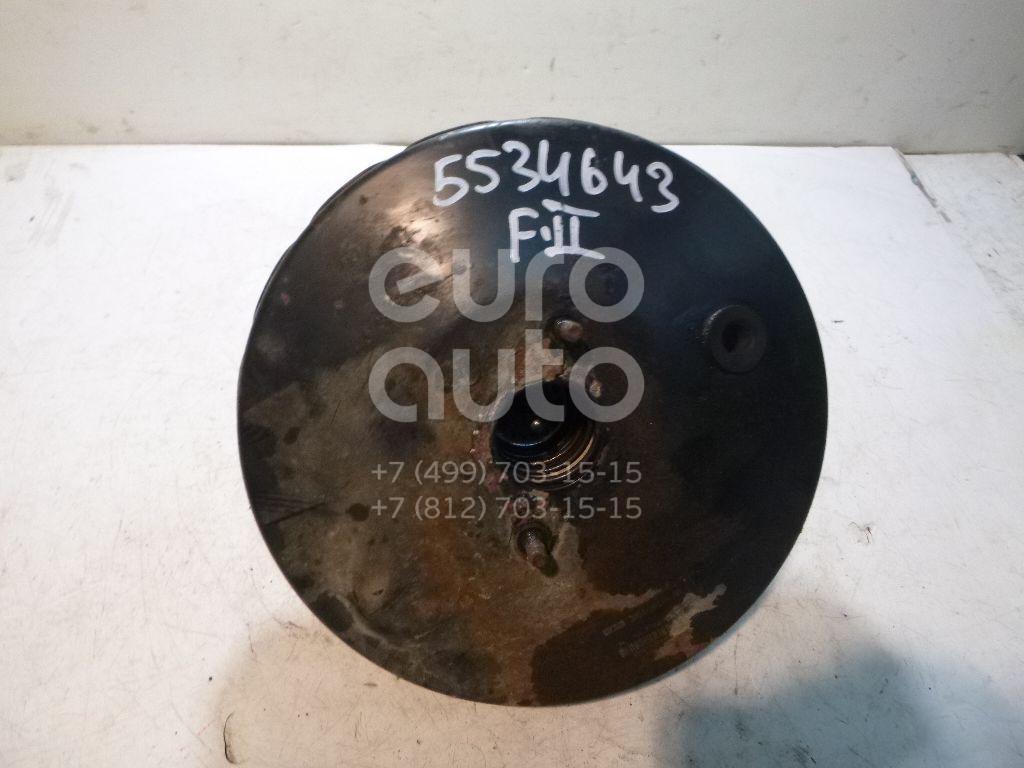 5534643
F·II
euro
auto
+7 (499) 703-15-15
+7 (812) 703-15-15